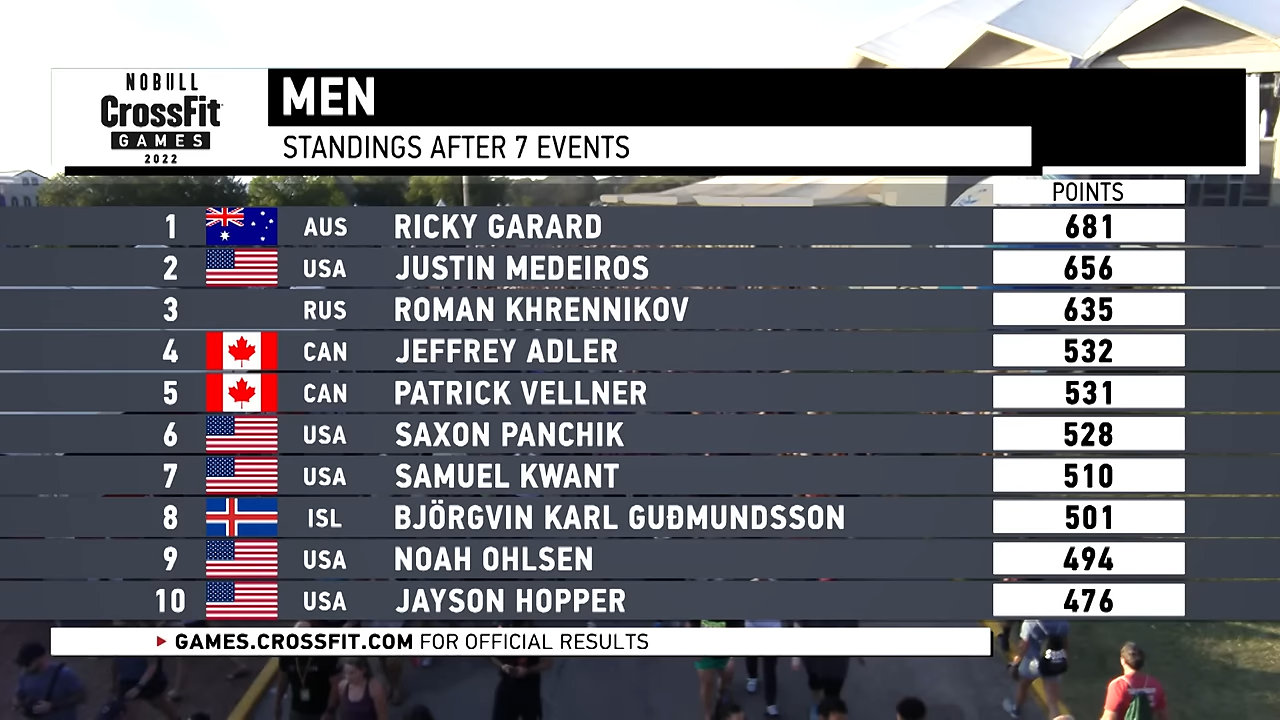 NOBULL
CrossFit
GAMES
2022
MEN
STANDINGS AFTER 7 EVENTS
POINTS
1 AUS RICKY GARARD 681
2 USA JUSTIN MEDEIROS 656
3 RUS ROMAN KHRENNIKOV 635
4 CAN JEFFREY ADLER 532
5 CAN PATRICK VELLNER 531
6 USA SAXON PANCHIK 528
7 USA SAMUEL KWANT 510
8 ISL BJÖRGVIN KARL GUÐMUNDSSON 501
9 USA NOAH OHLSEN 494
10 USA JAYSON HOPPER 476
GAMES.CROSSFIT.COM FOR OFFICIAL RESULTS